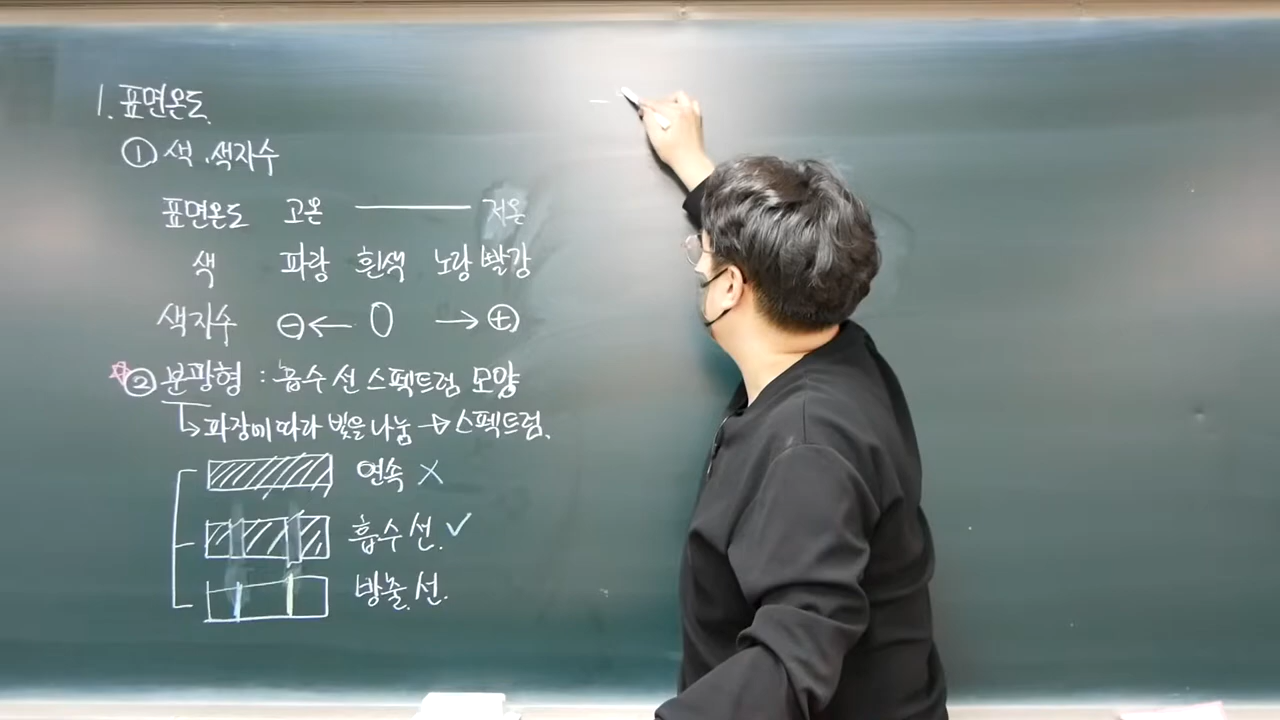 1. 표면온도
① 색, 색지수
표면온도 고온 ——— 저온
색 파랑 흰색 노랑 빨강
색지수 ⊖← 0 →⊕
☆② 분광형 : 흡수 선 스펙트럼 모양
↳ 파장에 따라 빛을 나눔 → 스펙트럼.
연속 X
흡수 선. ✓
방출 선.